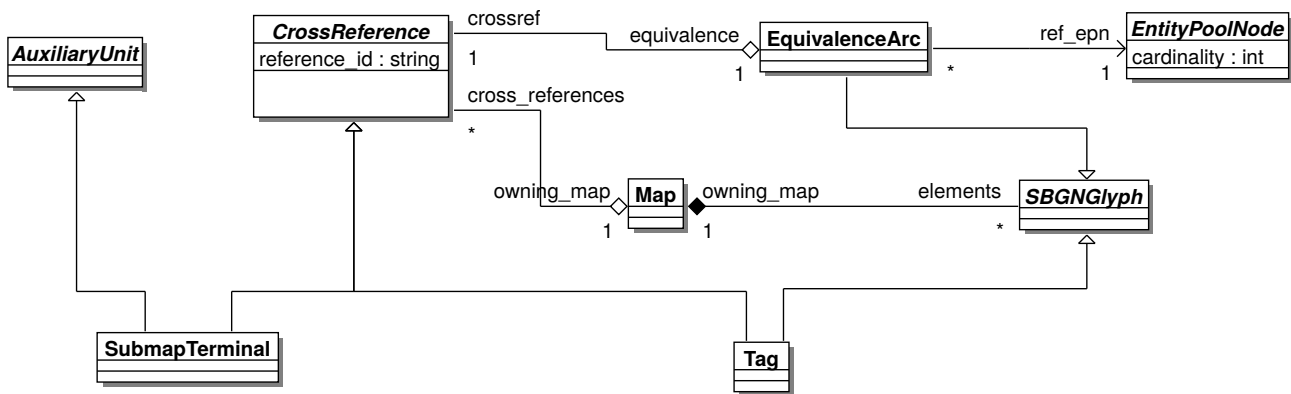 AuxiliaryUnit
CrossReference
reference_id : string
crossref
1
equivalence
1
EquivalenceArc
*
ref_epn
1
EntityPoolNode
cardinality : int
cross_references
*
owning_map
1
Map
owning_map
1
elements
*
SBGNGlyph
SubmapTerminal
Tag